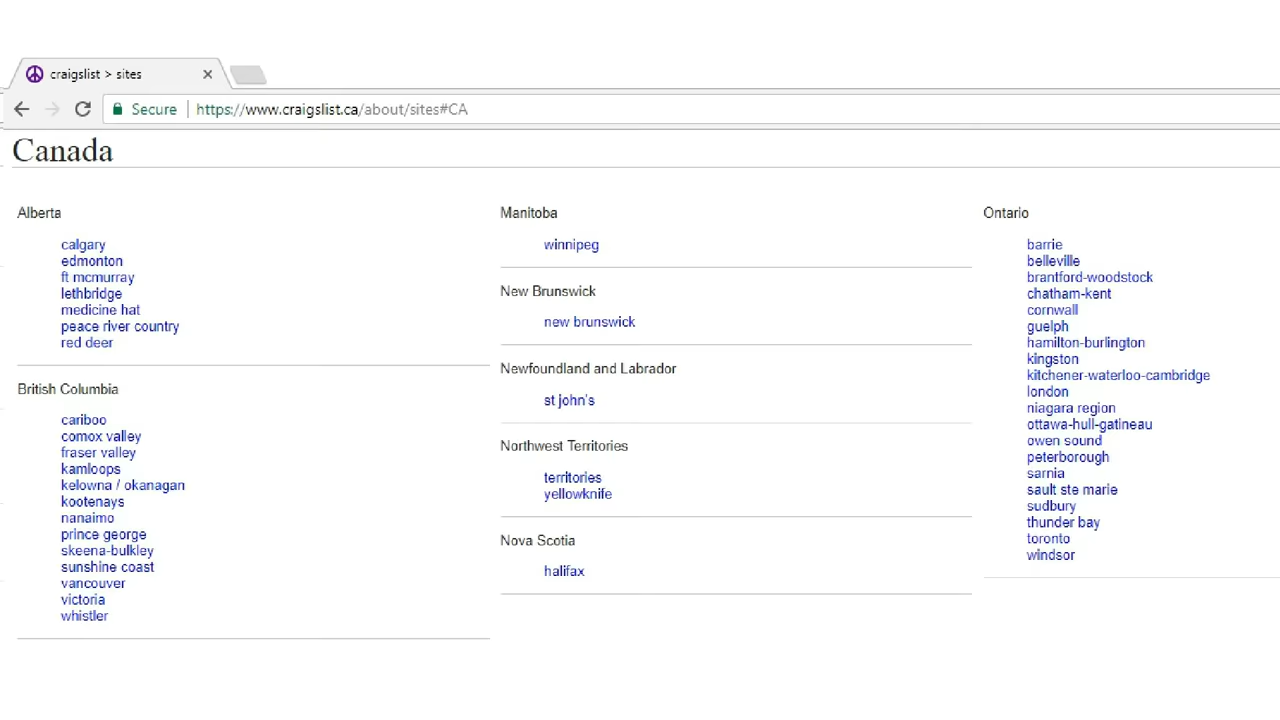 craigslist > sites
Secure
https://www.craigslist.ca/about/sites#CA
Canada
Alberta
calgary
edmonton
ft mcmurray
lethbridge
medicine hat
peace river country
red deer
British Columbia
cariboo
comox valley
fraser valley
kamloops
kelowna / okanagan
kootenays
nanaimo
prince george
skeena-bulkley
sunshine coast
vancouver
victoria
whistler
Manitoba
winnipeg
New Brunswick
new brunswick
Newfoundland and Labrador
st john's
Northwest Territories
territories
yellowknife
Nova Scotia
halifax
Ontario
barrie
belleville
brantford-woodstock
chatham-kent
cornwall
guelph
hamilton-burlington
kingston
kitchener-waterloo-cambridge
london
niagara region
ottawa-hull-gatineau
owen sound
peterborough
sarnia
sault ste marie
sudbury
thunder bay
toronto
windsor